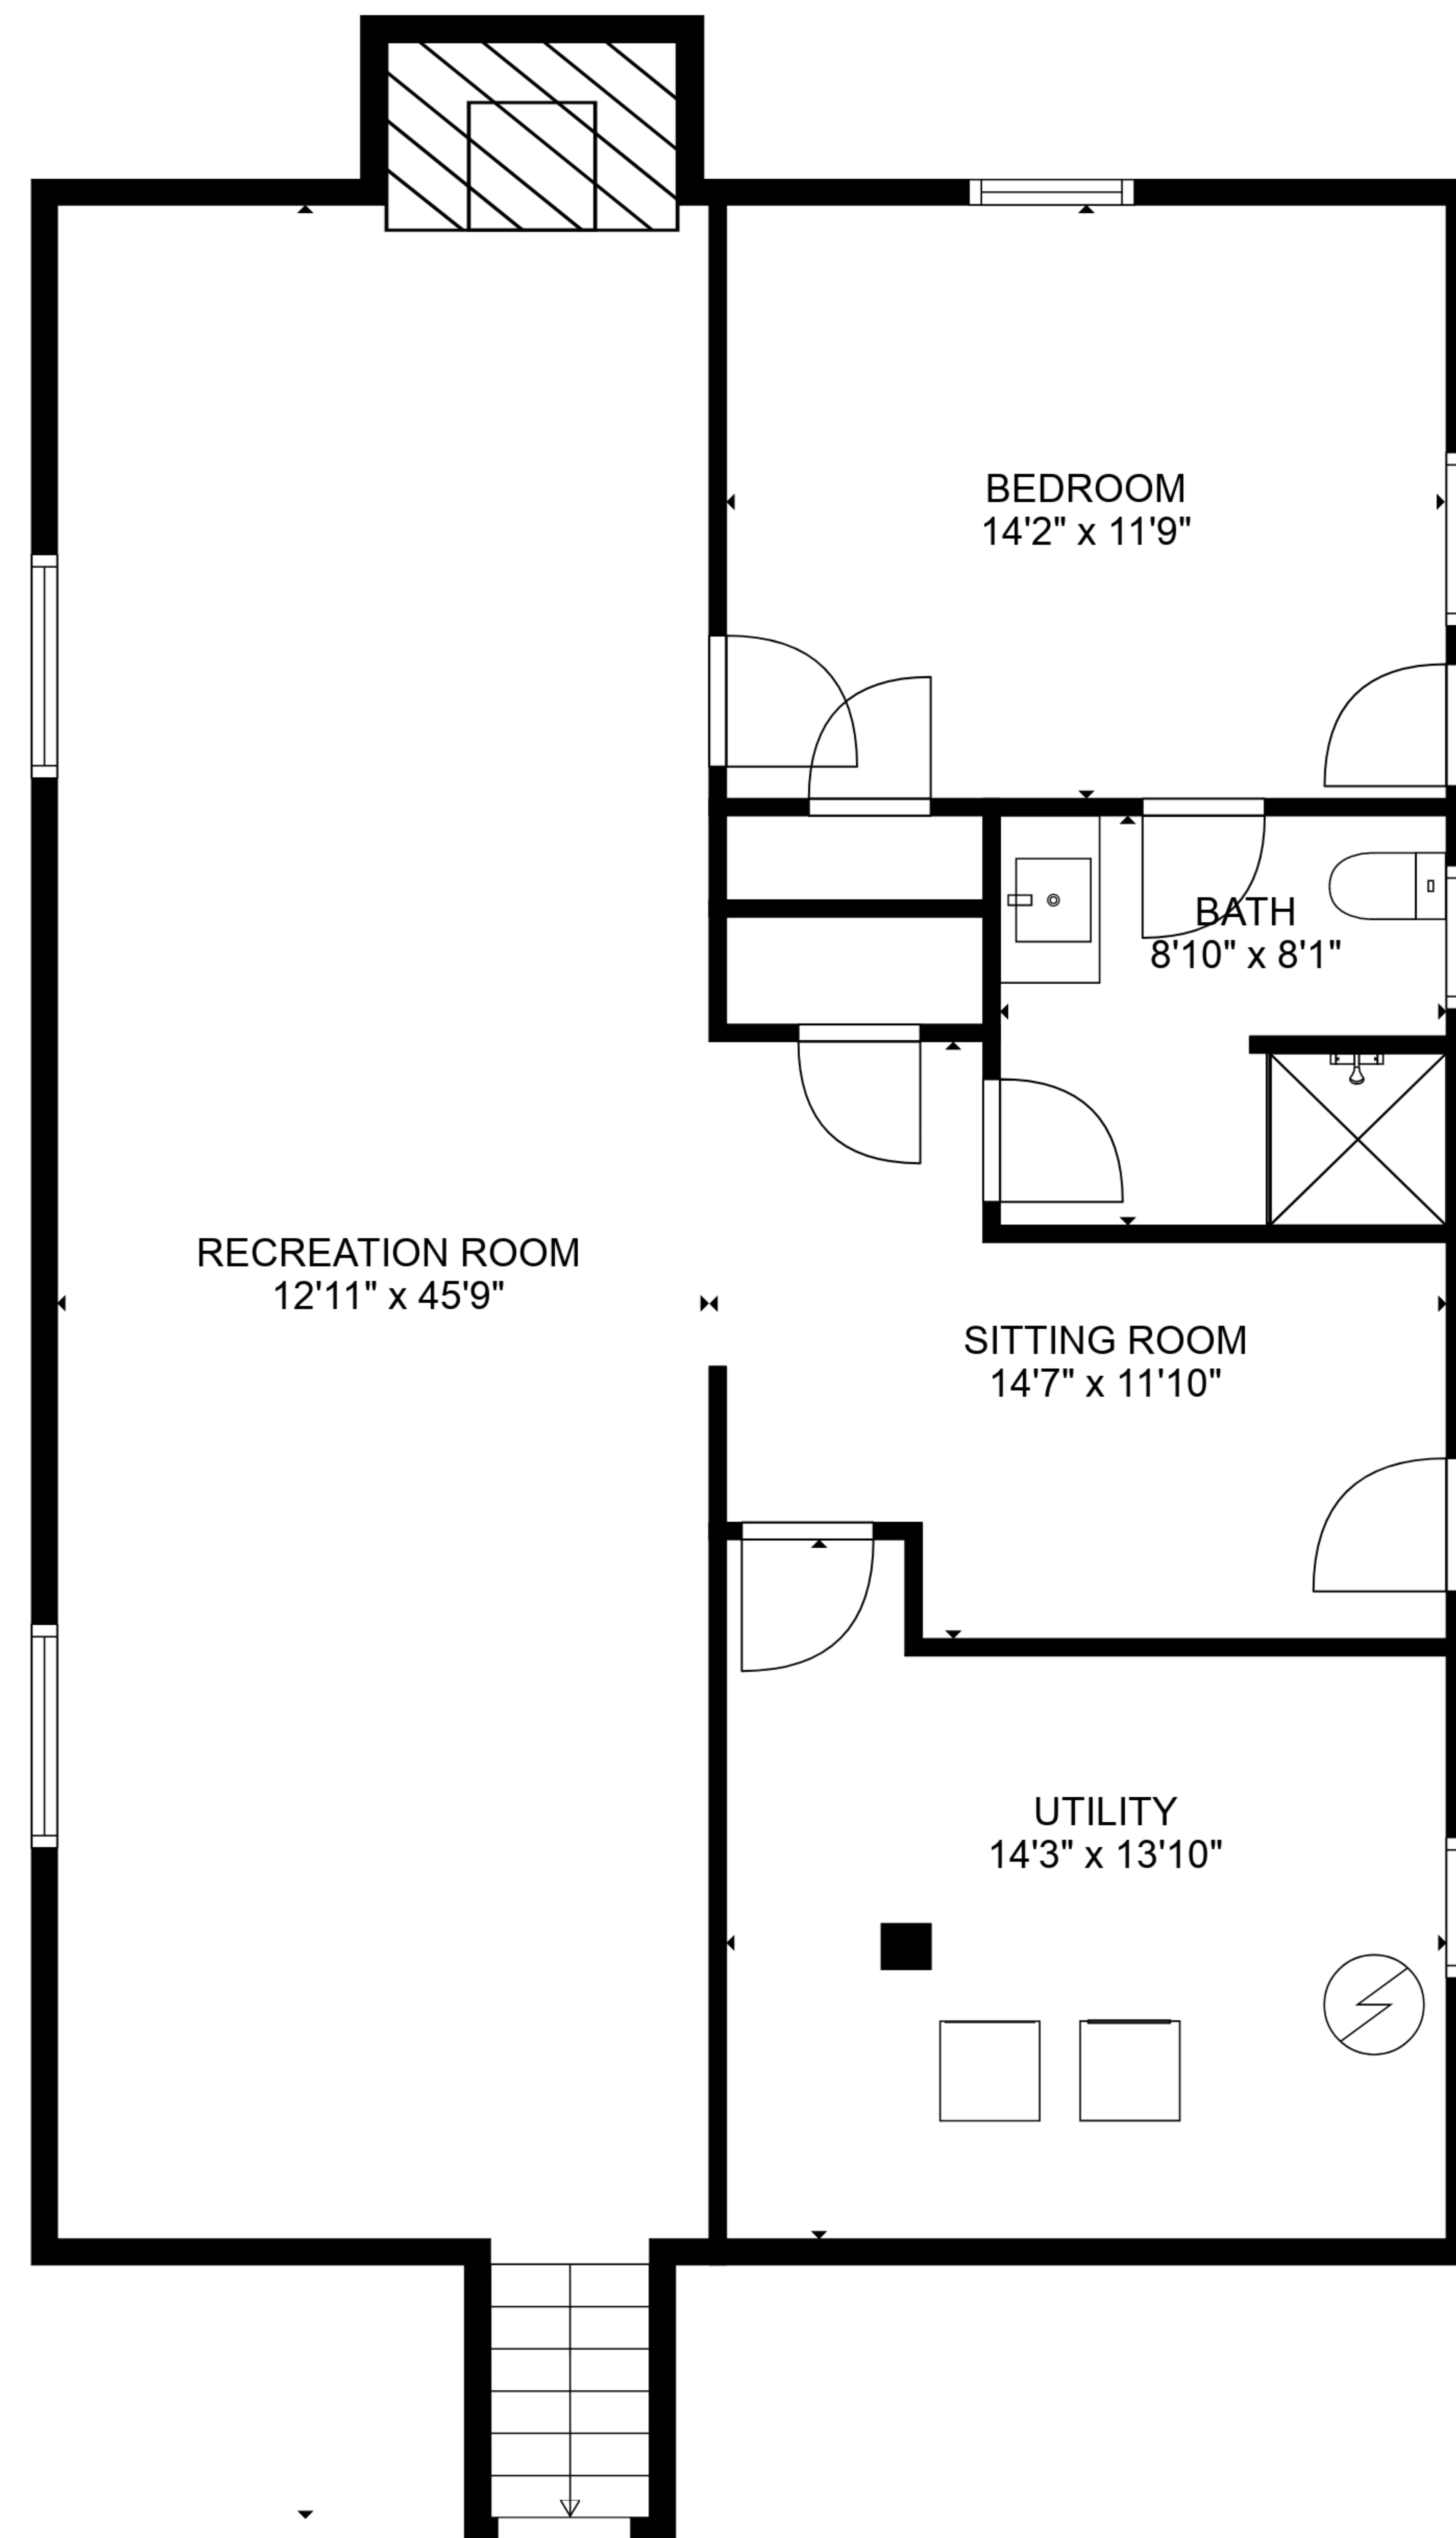 BEDROOM
14'2" x 11'9"
BATH
8'10" x 8'1"
RECREATION ROOM
12'11" x 45'9"
SITTING ROOM
14'7" x 11'10"
UTILITY
14'3" x 13'10"